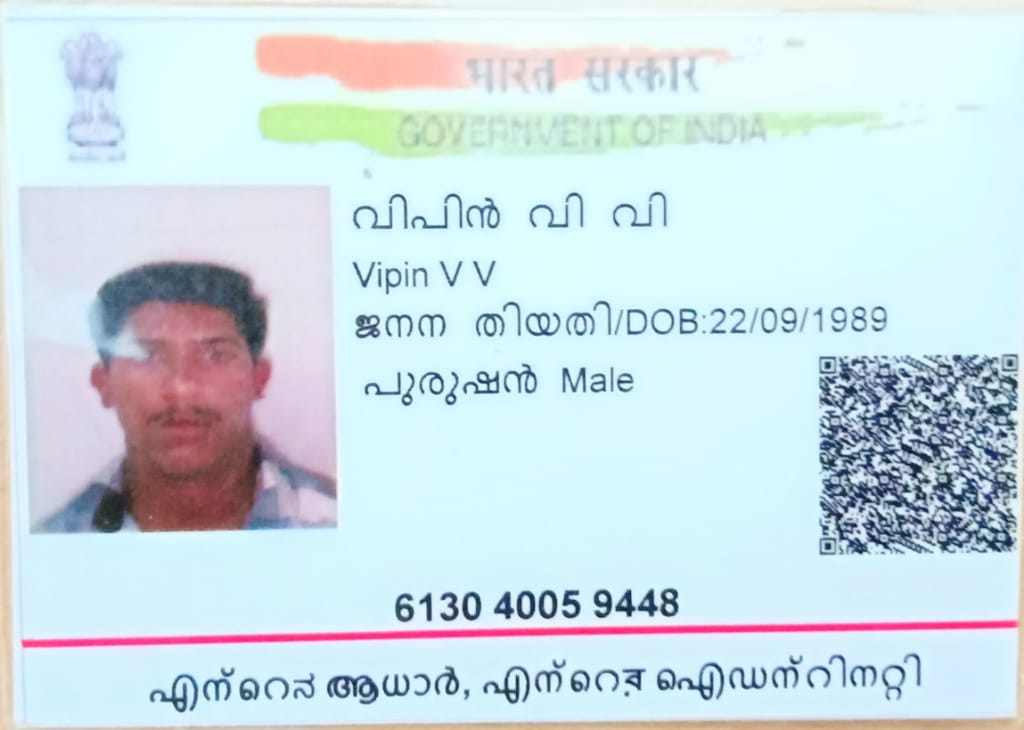 भारत सरकार
GOVERNMENT OF INDIA
വിപിൻ വി വി
Vipin V V
ജനന തിയതി/DOB:22/09/1989
പുരുഷൻ Male
6130 4005 9448
എന്റെ ആധാർ, എന്റെ ഐഡന്റിറ്റി